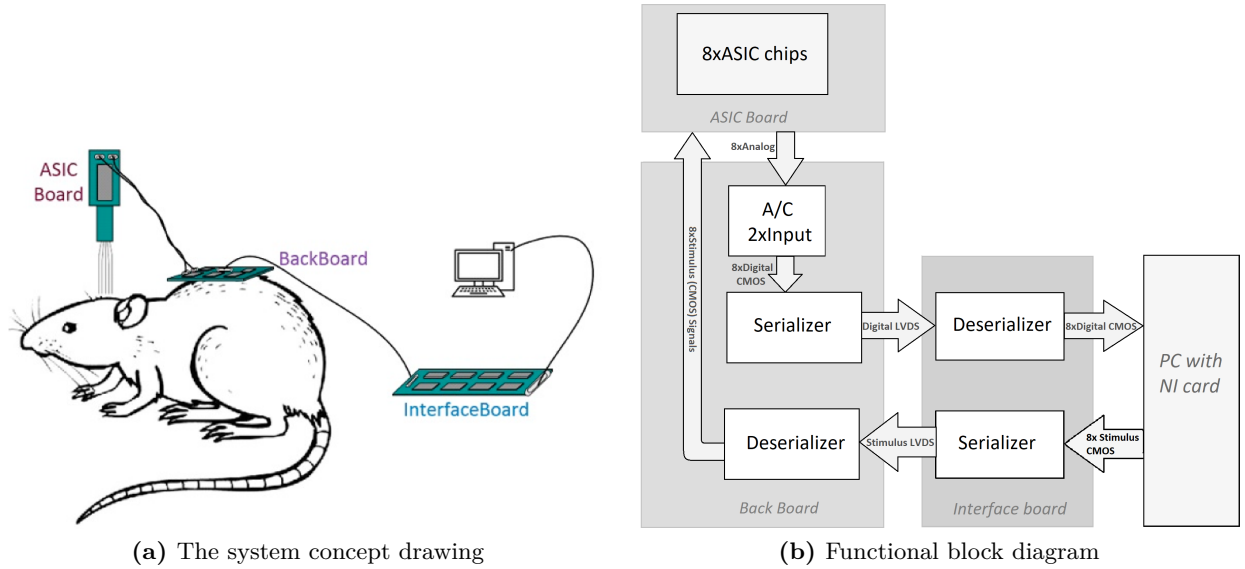 ASIC
Board
BackBoard
InterfaceBoard
(a) The system concept drawing
8xASIC chips
ASIC Board
8xAnalog
A/C
2xInput
8xDigital
CMOS
8xStimulus (CMOS) Signals
Serializer
Digital LVDS
Deserializer
8xDigital CMOS
PC with
NI card
Deserializer
Stimulus LVDS
Serializer
8x Stimulus
CMOS
Back Board
Interface board
(b) Functional block diagram